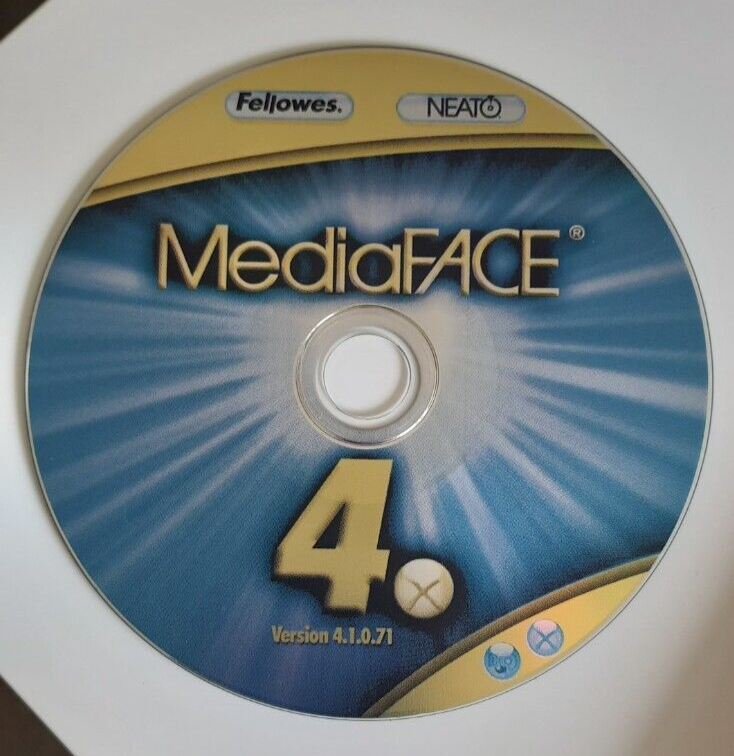 Fellowes.
NEATO
MediaFACE®
4.x
Version 4.1.0.71